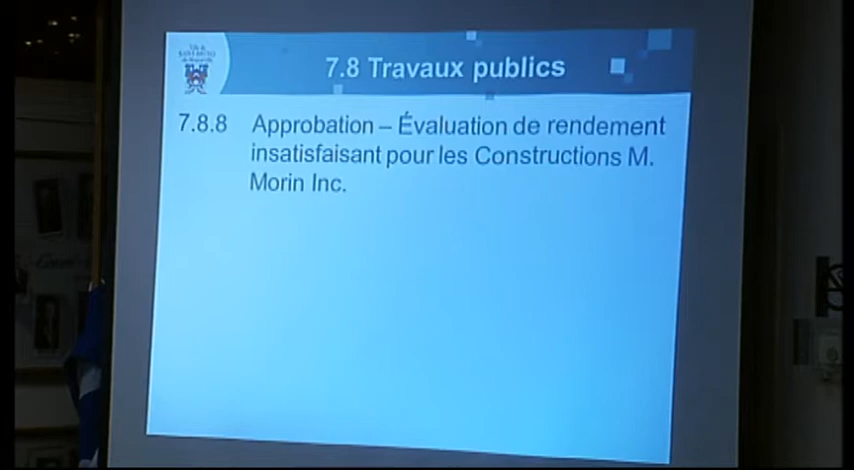 7.8 Travaux publics
7.8.8 Approbation – Évaluation de rendement
insatisfaisant pour les Constructions M.
Morin Inc.